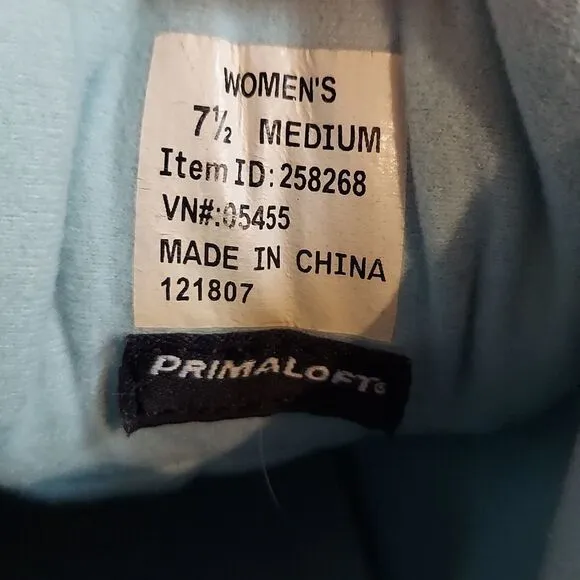 WOMEN'S
7½ MEDIUM
Item ID: 258268
VN#:05455
MADE IN CHINA
121807
PRIMALOFT®